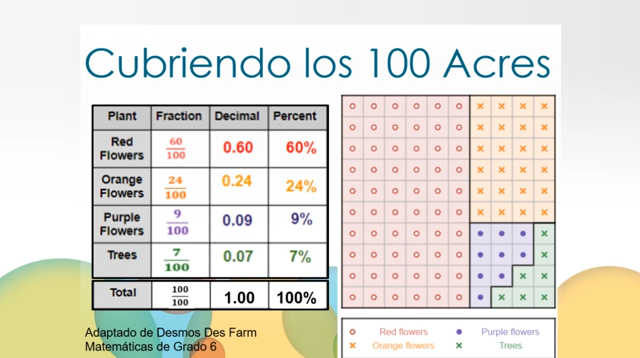 Cubriendo los 100 Acres
Plant Fraction Decimal Percent
Red Flowers 60/100 0.60 60%
Orange Flowers 24/100 0.24 24%
Purple Flowers 9/100 0.09 9%
Trees 7/100 0.07 7%
Total 100/100 1.00 100%
Red flowers Purple flowers
Orange flowers Trees
Adaptado de Desmos Des Farm
Matemáticas de Grado 6